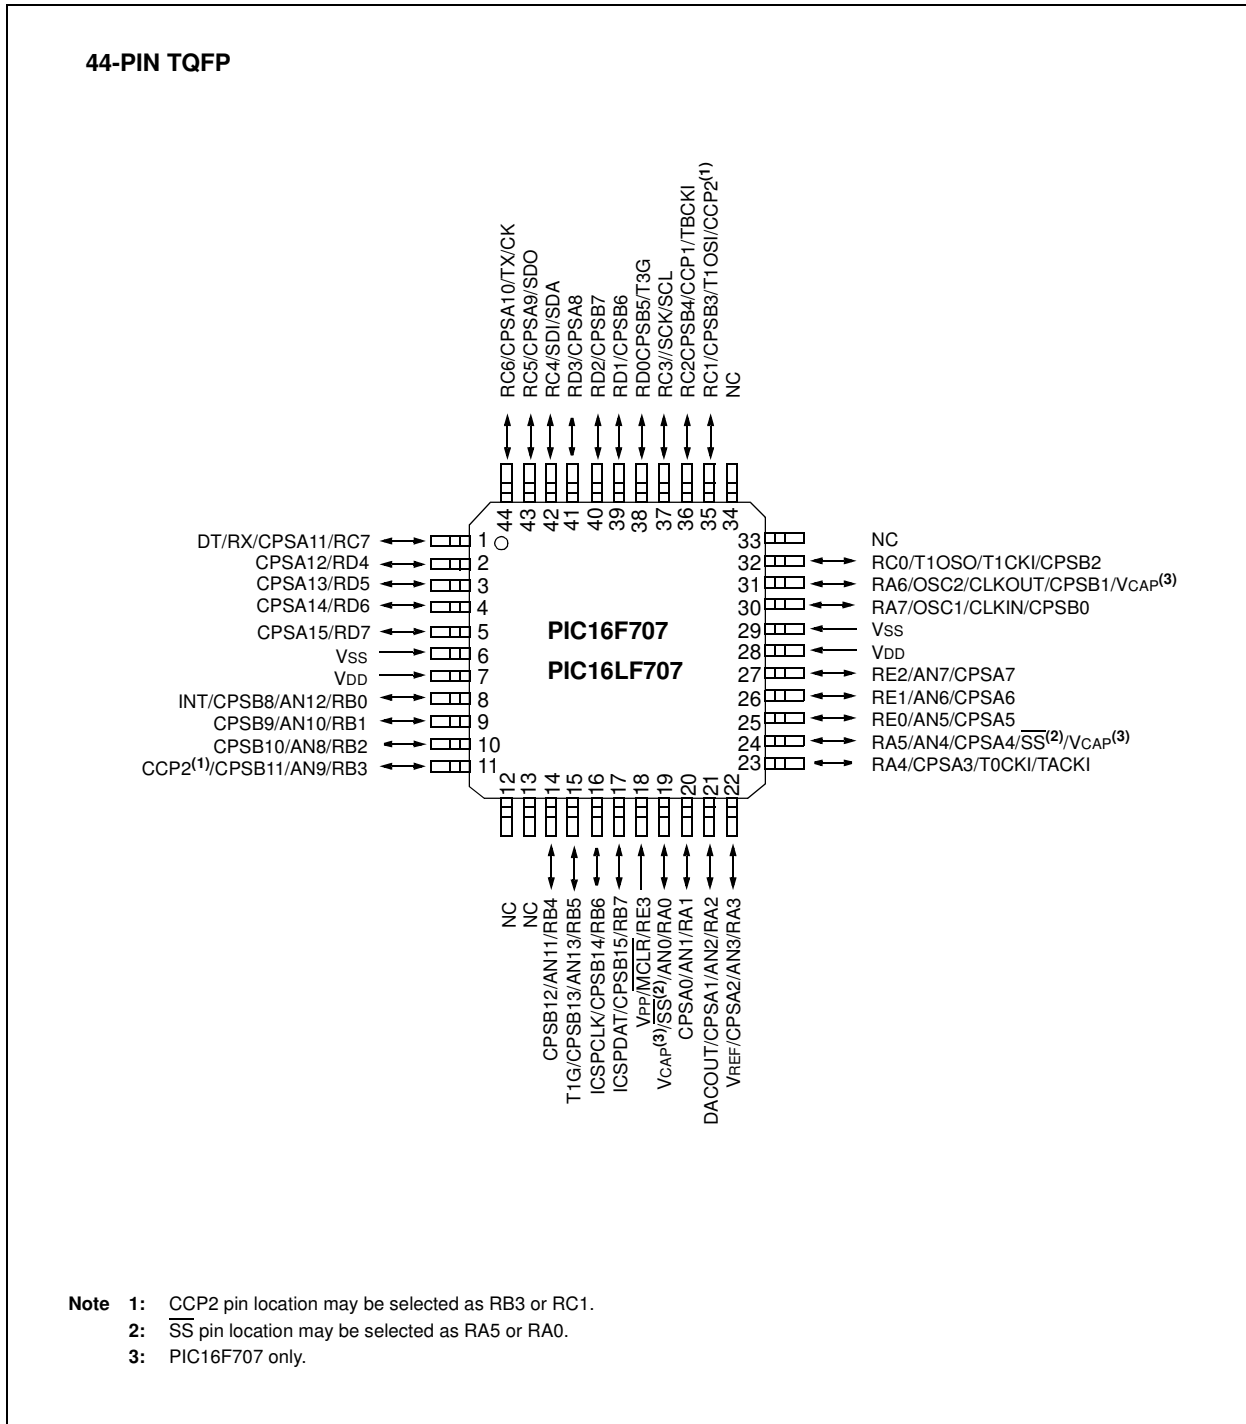 44-PIN TQFP
RC6/CPSA10/TX/CK
RC5/CPSA9/SDO
RC4/SDI/SDA
RD3/CPSA8
RD2/CPSB7
RD1/CPSB6
RD0CPSB5/T3G
RC3//SCK/SCL
RC2CPSB4/CCP1/TBCKI
RC1/CPSB3/T1OSI/CCP2(1)
NC
44
43
42
41
40
39
38
37
36
35
34
DT/RX/CPSA11/RC7 1
CPSA12/RD4 2
CPSA13/RD5 3
CPSA14/RD6 4
CPSA15/RD7 5
VSS 6
VDD 7
INT/CPSB8/AN12/RB0 8
CPSB9/AN10/RB1 9
CPSB10/AN8/RB2 10
CCP2(1)/CPSB11/AN9/RB3 11
PIC16F707
PIC16LF707
33 NC
32 RC0/T1OSO/T1CKI/CPSB2
31 RA6/OSC2/CLKOUT/CPSB1/VCAP(3)
30 RA7/OSC1/CLKIN/CPSB0
29 VSS
28 VDD
27 RE2/AN7/CPSA7
26 RE1/AN6/CPSA6
25 RE0/AN5/CPSA5
24 RA5/AN4/CPSA4/SS(2)/VCAP(3)
23 RA4/CPSA3/T0CKI/TACKI
12
13
14
15
16
17
18
19
20
21
22
NC
NC
CPSB12/AN11/RB4
T1G/CPSB13/AN13/RB5
ICSPCLK/CPSB14/RB6
ICSPDAT/CPSB15/RB7
VPP/MCLR/RE3
VCAP(3)/SS(2)/AN0/RA0
CPSA0/AN1/RA1
DACOUT/CPSA1/AN2/RA2
VREF/CPSA2/AN3/RA3
Note 1: CCP2 pin location may be selected as RB3 or RC1.
2: SS pin location may be selected as RA5 or RA0.
3: PIC16F707 only.